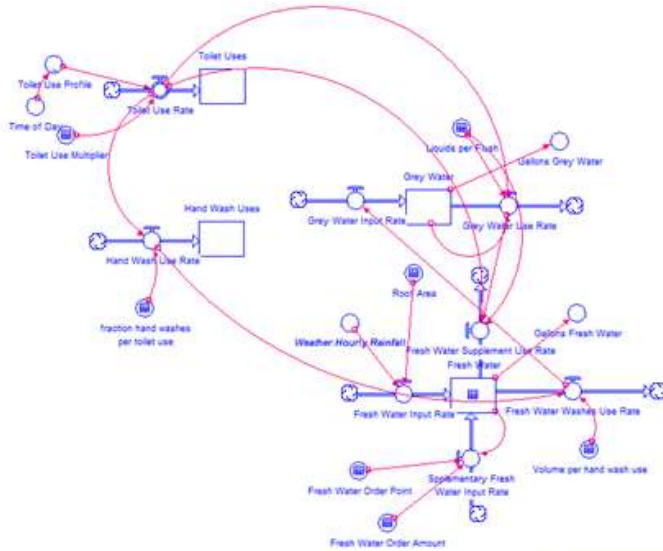 Toilet Uses
Toilet Use Profile
Toilet Use Rate
Time of Day
Toilet Use Multiplier
Liquids per Flush
Gallons Grey Water
Grey Water
Hand Wash Uses
Grey Water Input Rate
Grey Water Use Rate
Hand Wash Use Rate
Roof Area
fraction hand washes
per toilet use
Weather Hourly Rainfall
Gallons Fresh Water
Fresh Water Supplement Use Rate
Fresh Water
Fresh Water Input Rate
Fresh Water Washes Use Rate
Volume per hand wash use
Spplementary Fresh
Water Input Rate
Fresh Water Order Point
Fresh Water Order Amount